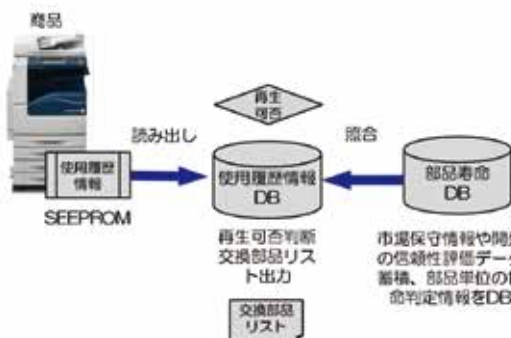 商品
再生
可否
読み出し
照合
使用履歴
情報
SEEPROM
使用履歴情報
DB
部品寿命
DB
再生可否判断
交換部品リス
ト出力
市場保守情報や開発
の信頼性評価データ
蓄積、部品単位の
命判定情報をDB
交換部品
リスト